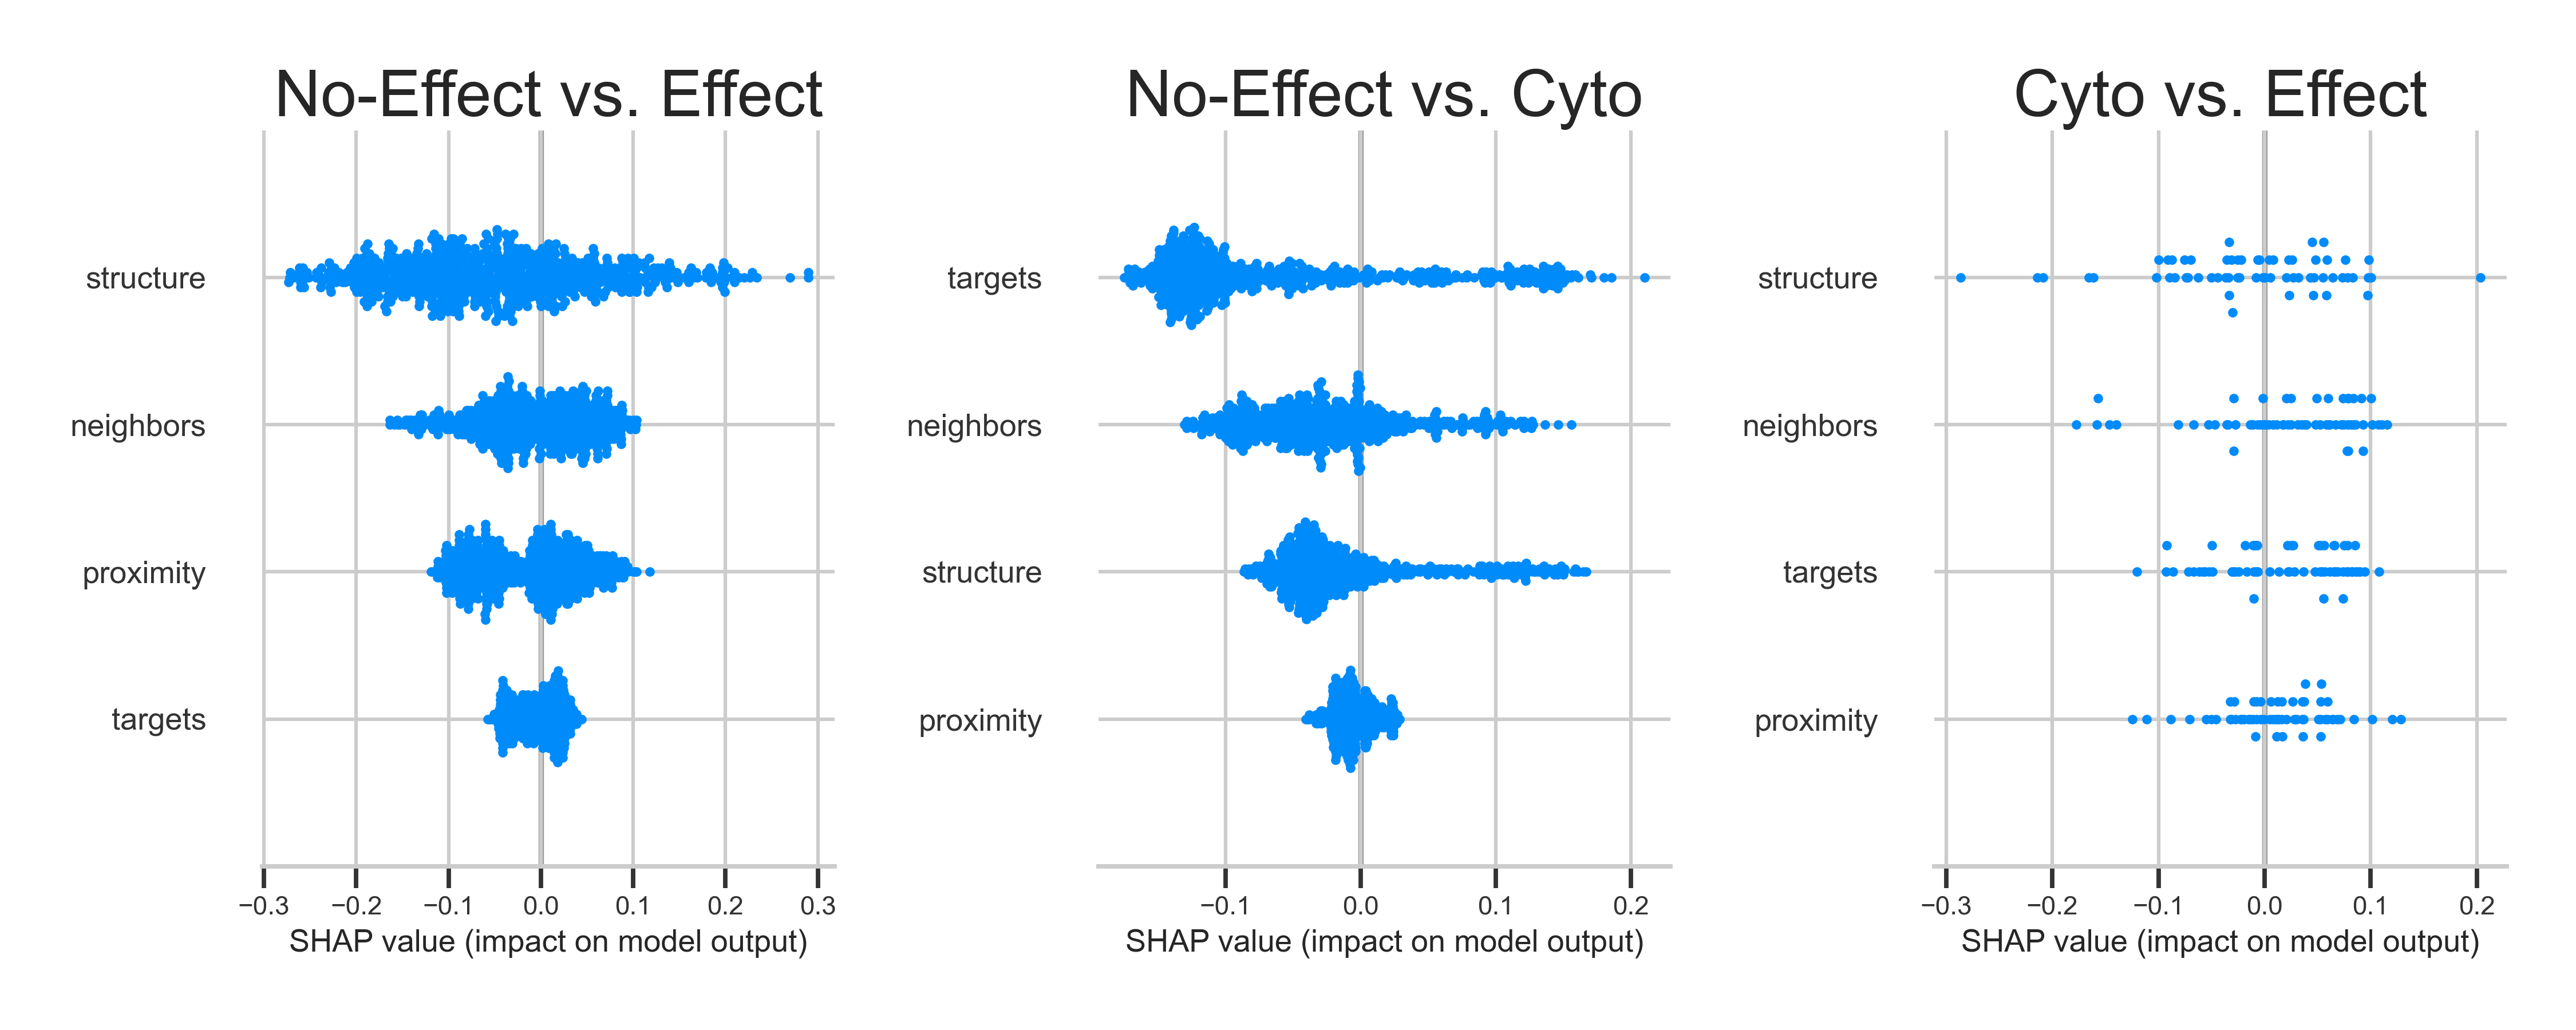 No-Effect vs. Effect
structure
neighbors
proximity
targets
−0.3 −0.2 −0.1 0.0 0.1 0.2 0.3
SHAP value (impact on model output)
No-Effect vs. Cyto
targets
neighbors
structure
proximity
−0.1 0.0 0.1 0.2
SHAP value (impact on model output)
Cyto vs. Effect
structure
neighbors
targets
proximity
−0.3 −0.2 −0.1 0.0 0.1 0.2
SHAP value (impact on model output)